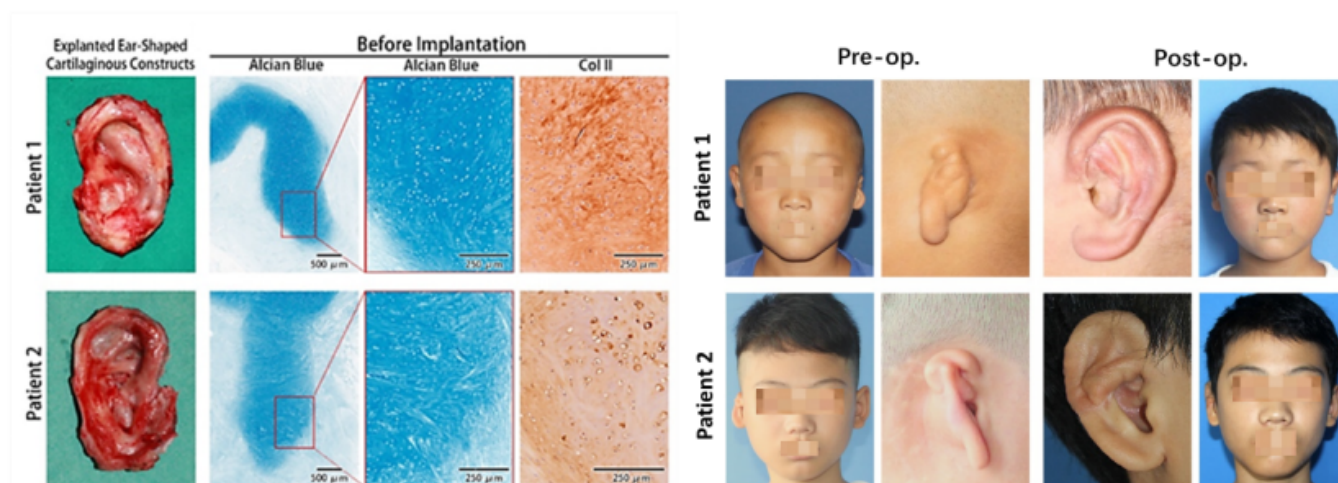 Explanted Ear-Shaped
Cartilaginous Constructs
Before Implantation
Alcian Blue
Alcian Blue
Col II
Patient 1
500 μm
250 μm
250 μm
Patient 2
500 μm
250 μm
250 μm
Pre-op.
Post-op.
Patient 1
Patient 2